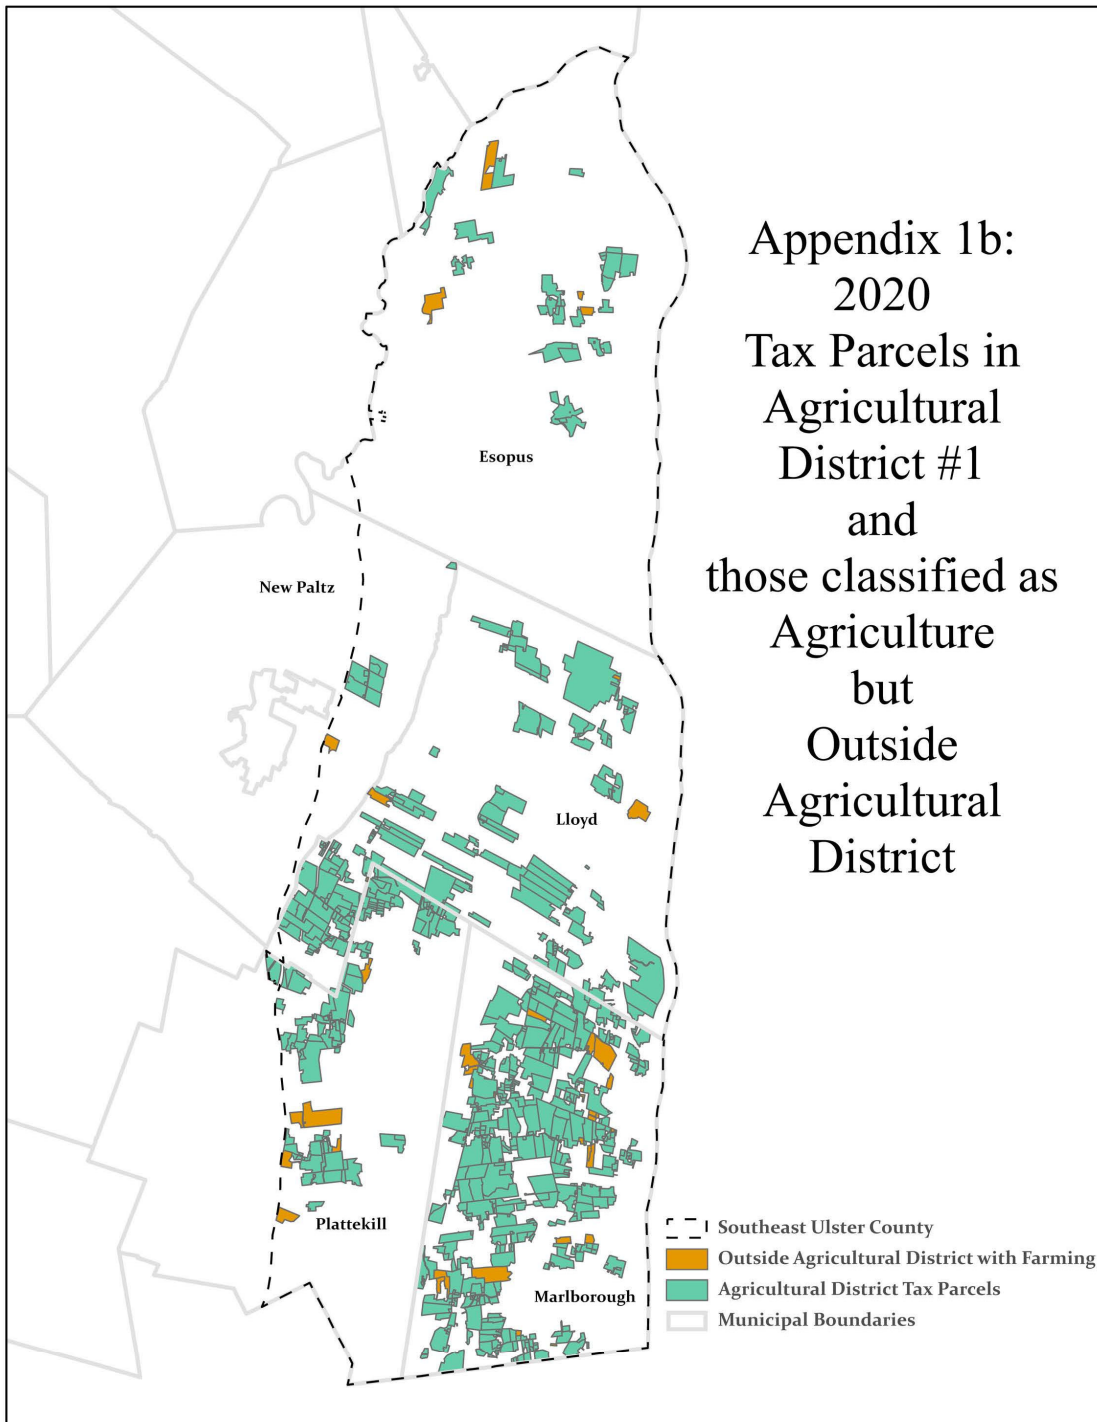 Appendix 1b:
2020
Tax Parcels in
Agricultural
District #1
and
those classified as
Agriculture
but
Outside
Agricultural
District
Esopus
New Paltz
Lloyd
Plattekill
Marlborough
Southeast Ulster County
Outside Agricultural District with Farming
Agricultural District Tax Parcels
Municipal Boundaries